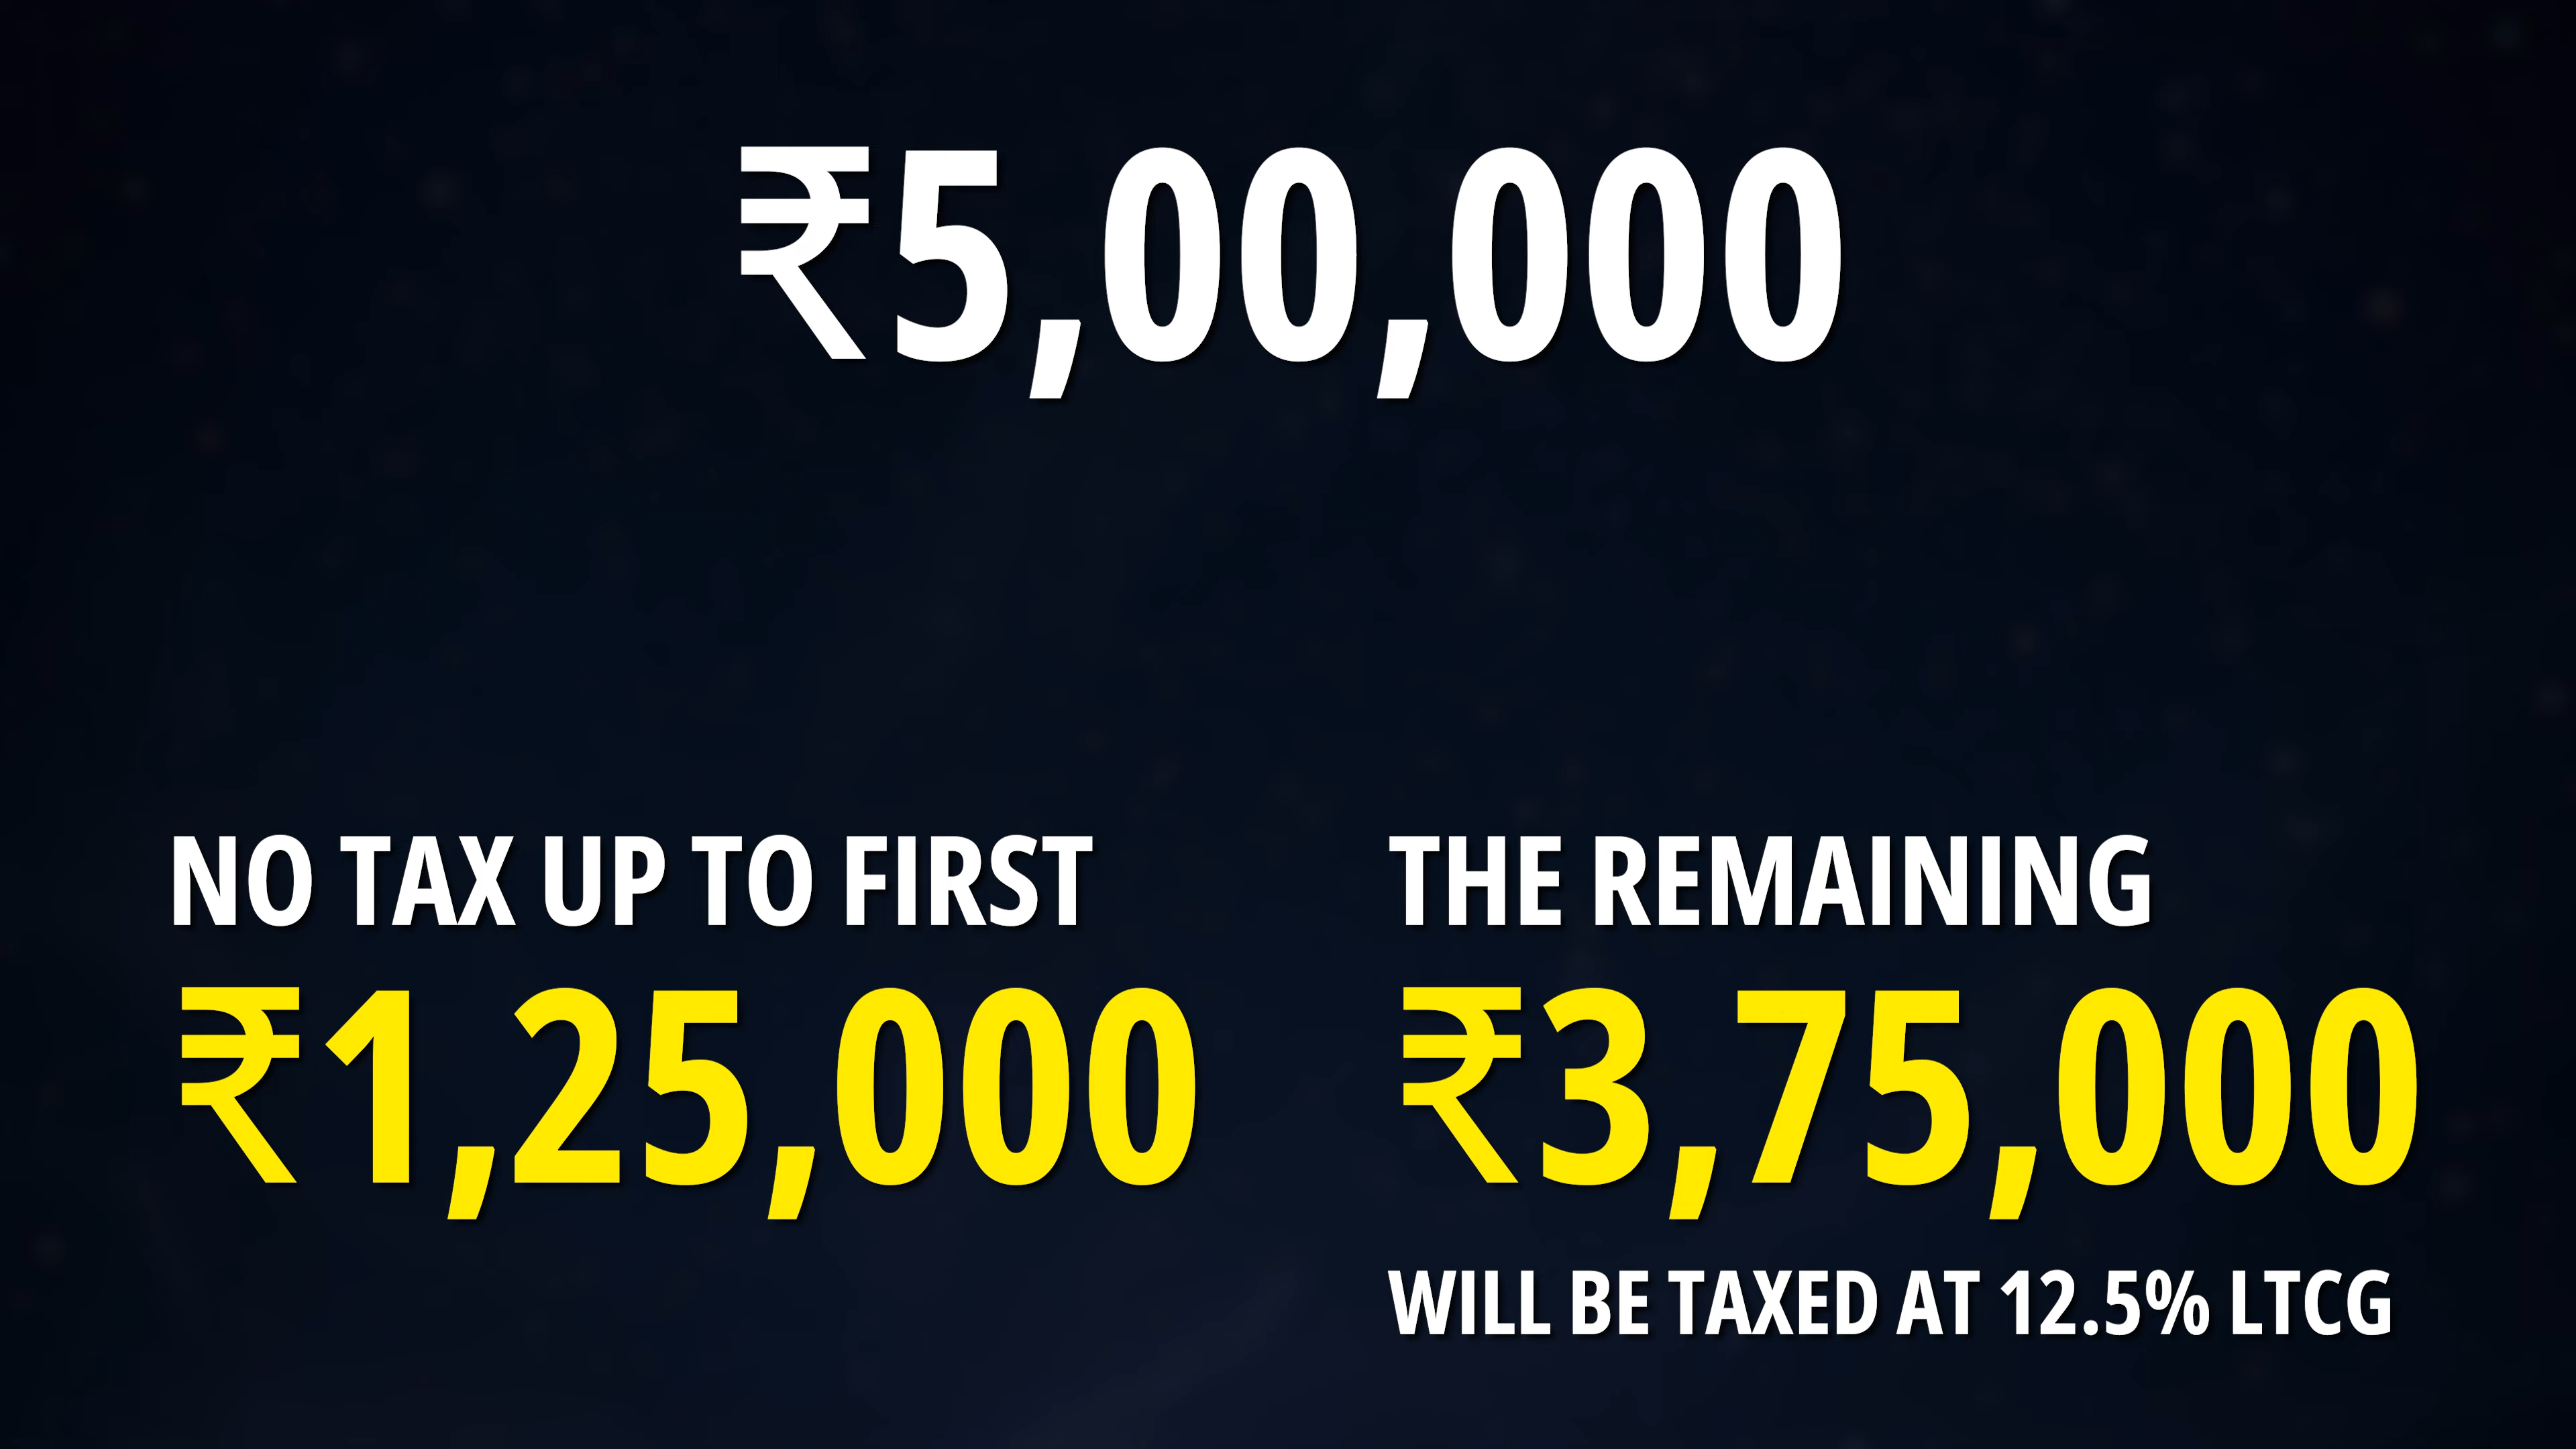 ₹5,00,000
NO TAX UP TO FIRST
₹1,25,000
THE REMAINING
₹3,75,000
WILL BE TAXED AT 12.5% LTCG